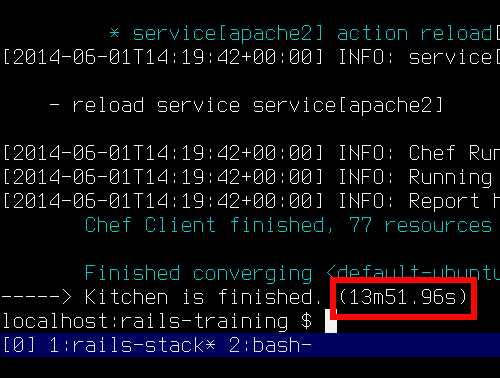 * service[apache2] action reload[
[2014-06-01T14:19:42+00:00] INFO: service[
- reload service service[apache2]
[2014-06-01T14:19:42+00:00] INFO: Chef Run
[2014-06-01T14:19:42+00:00] INFO: Running
[2014-06-01T14:19:42+00:00] INFO: Report h
Chef Client finished, 77 resources
Finished converging <default-ubuntu
-----> Kitchen is finished. (13m51.96s)
localhost:rails-training $
[0] 1:rails-stack* 2:bash-